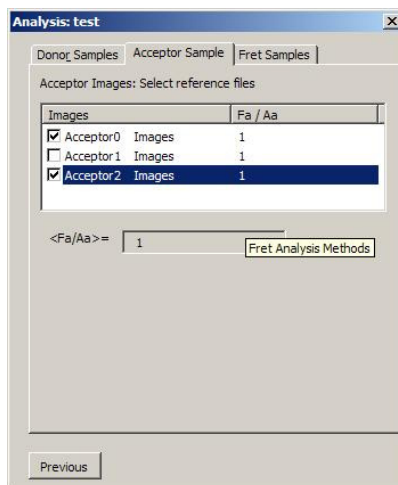 Analysis: test
Donor Samples Acceptor Sample Fret Samples
Acceptor Images: Select reference files
Images Fa / Aa
Acceptor0 Images 1
Acceptor1 Images 1
Acceptor2 Images 1
<Fa/Aa>= 1
Fret Analysis Methods
Previous